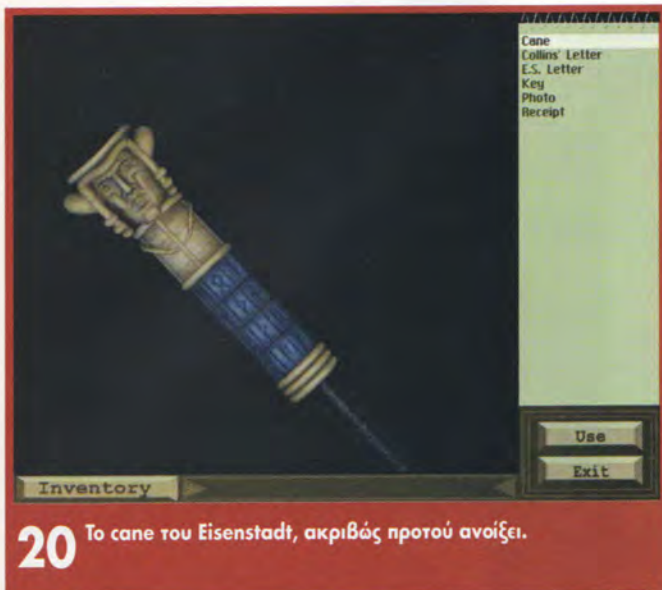 Cane
Collins' Letter
E.S. Letter
Key
Photo
Receipt
Use
Exit
Inventory
20 Το cane του Eisenstadt, ακριβώς προτού ανοίξει.